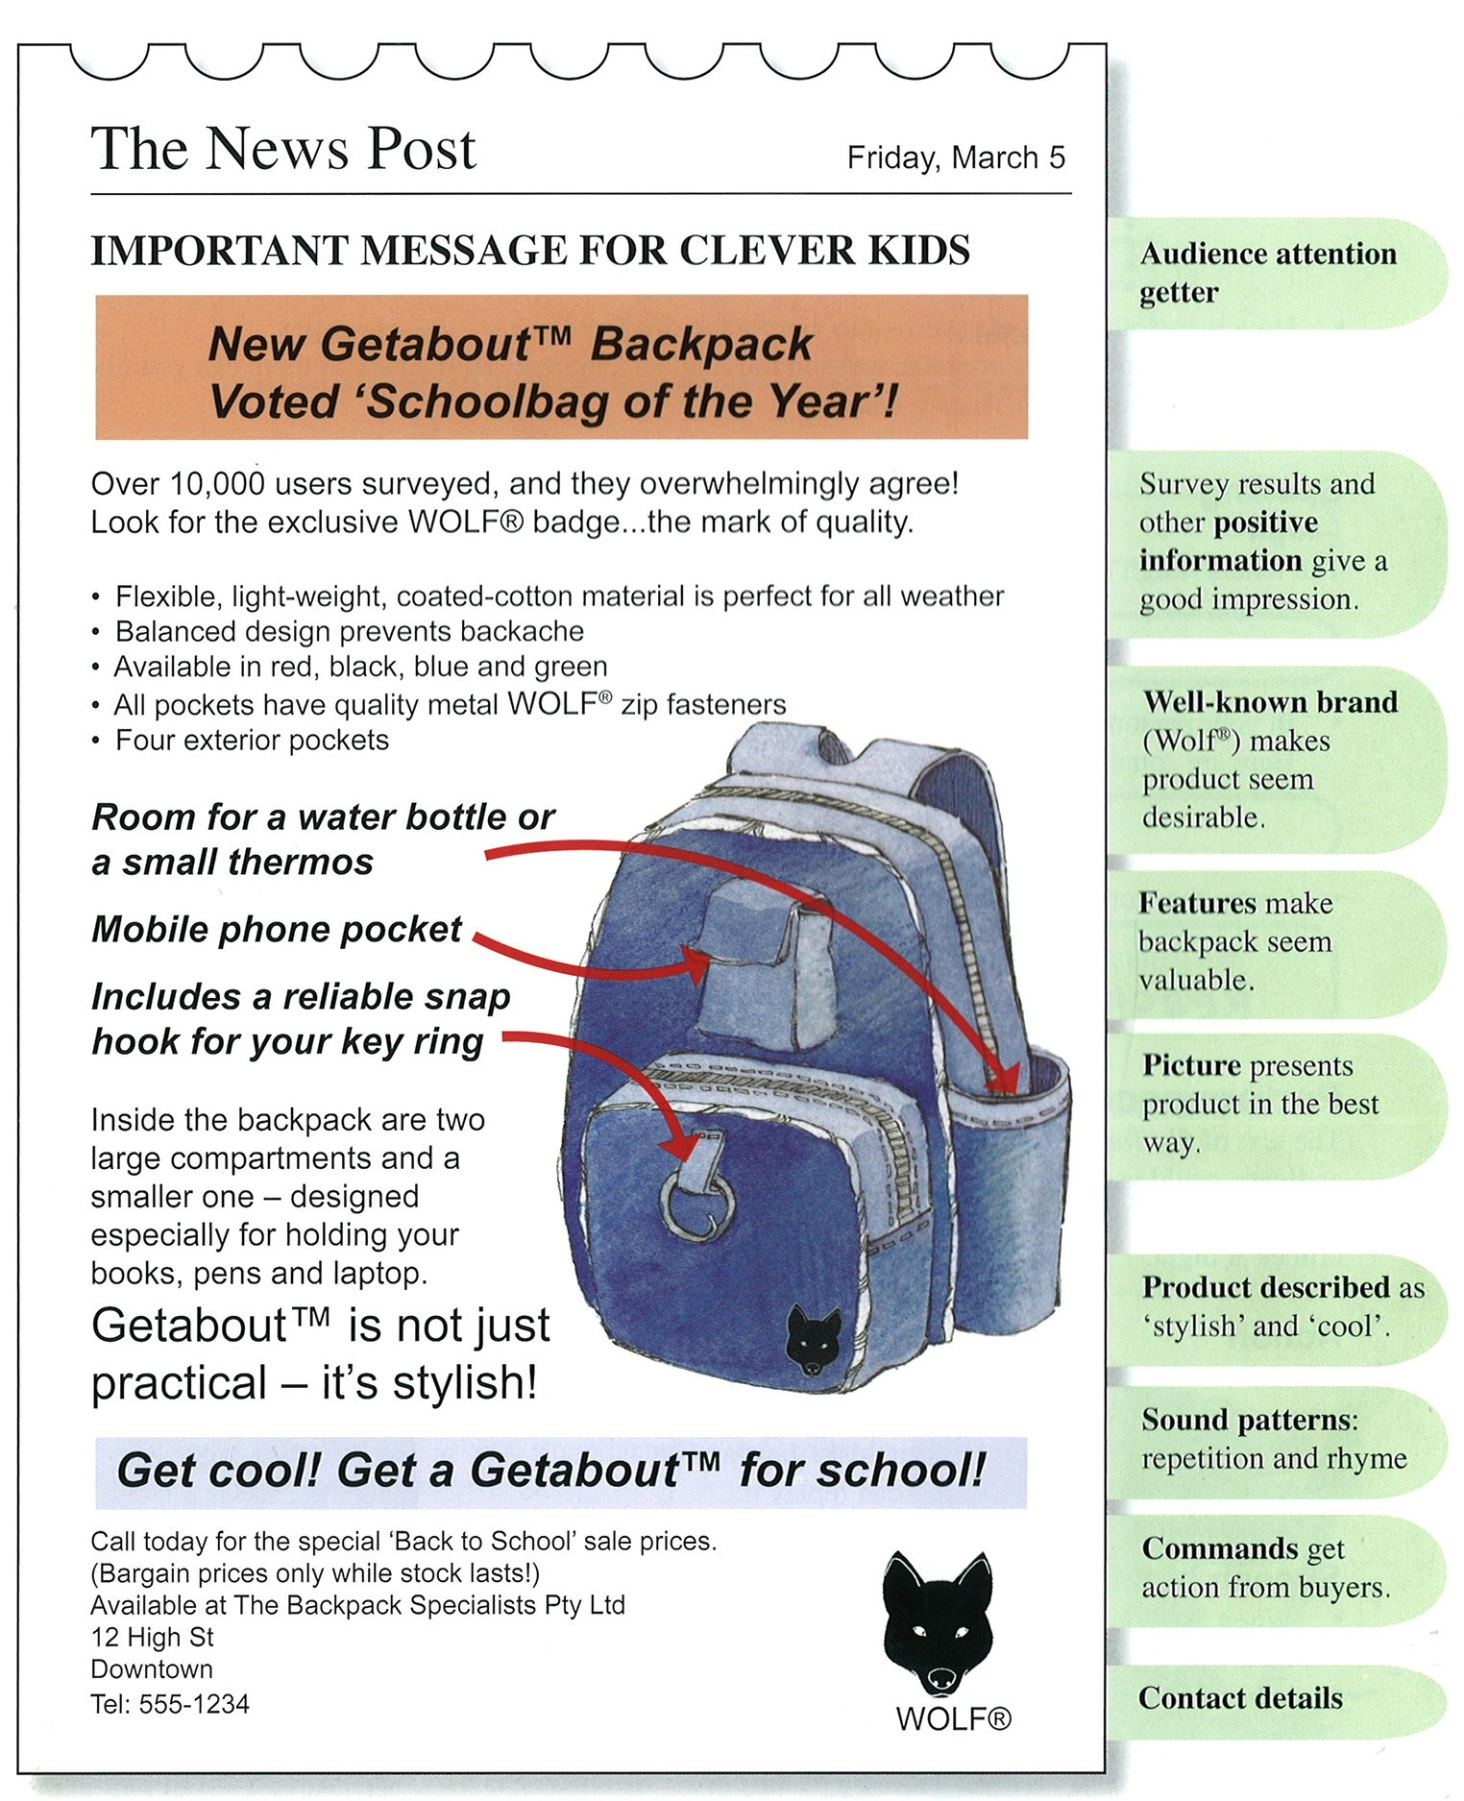 The News Post
Friday, March 5
IMPORTANT MESSAGE FOR CLEVER KIDS
New Getabout™ Backpack
Voted ‘Schoolbag of the Year’!
Over 10,000 users surveyed, and they overwhelmingly agree!
Look for the exclusive WOLF® badge...the mark of quality.
• Flexible, light-weight, coated-cotton material is perfect for all weather
• Balanced design prevents backache
• Available in red, black, blue and green
• All pockets have quality metal WOLF® zip fasteners
• Four exterior pockets
Room for a water bottle or
a small thermos
Mobile phone pocket
Includes a reliable snap
hook for your key ring
Inside the backpack are two
large compartments and a
smaller one – designed
especially for holding your
books, pens and laptop.
Getabout™ is not just
practical – it’s stylish!
Get cool! Get a Getabout™ for school!
Call today for the special ‘Back to School’ sale prices.
(Bargain prices only while stock lasts!)
Available at The Backpack Specialists Pty Ltd
12 High St
Downtown
Tel: 555-1234
WOLF®
Audience attention
getter
Survey results and
other positive
information give a
good impression.
Well-known brand
(Wolf®) makes
product seem
desirable.
Features make
backpack seem
valuable.
Picture presents
product in the best
way.
Product described as
‘stylish’ and ‘cool’.
Sound patterns:
repetition and rhyme
Commands get
action from buyers.
Contact details